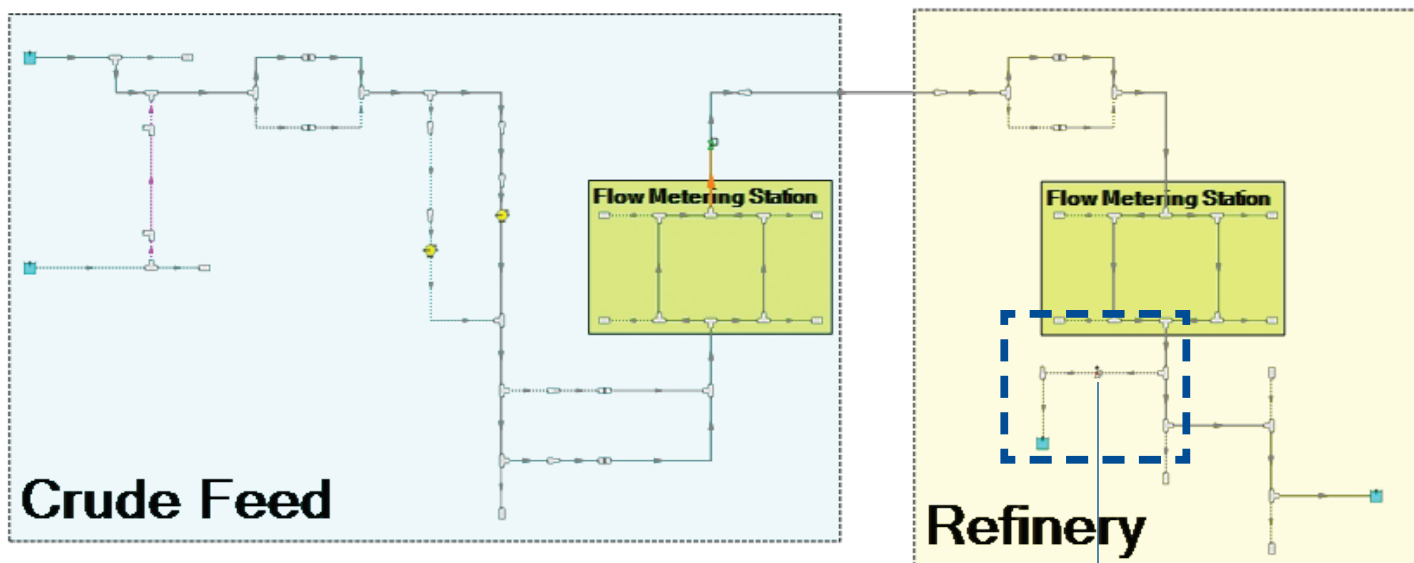 Flow Metering Station
Crude Feed
Flow Metering Station
Refinery